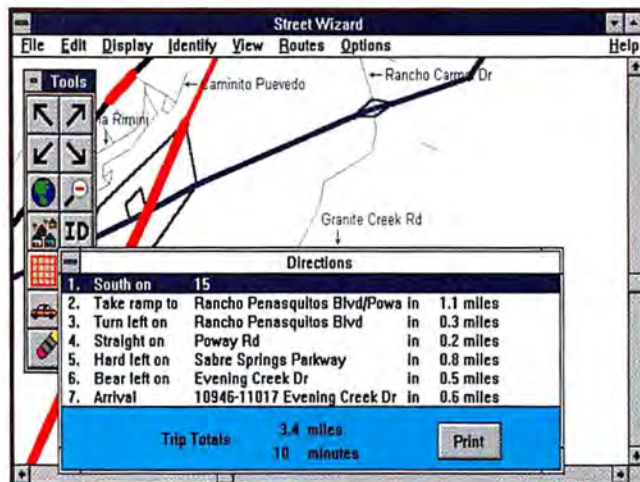 Street Wizard
File Edit Display Identify View Routes Options Help
Tools
Caminito Puevedo
Rancho Carmel Dr
a Rimini
ID
Granite Creek Rd
Directions
1. South on 15
2. Take ramp to Rancho Penasquitos Blvd/Powa in 1.1 miles
3. Turn left on Rancho Penasquitos Blvd in 0.3 miles
4. Straight on Poway Rd in 0.2 miles
5. Hard left on Sabre Springs Parkway in 0.8 miles
6. Bear left on Evening Creek Dr in 0.5 miles
7. Arrival 10946-11017 Evening Creek Dr in 0.6 miles
Trip Totals 3.4 miles
10 minutes
Print